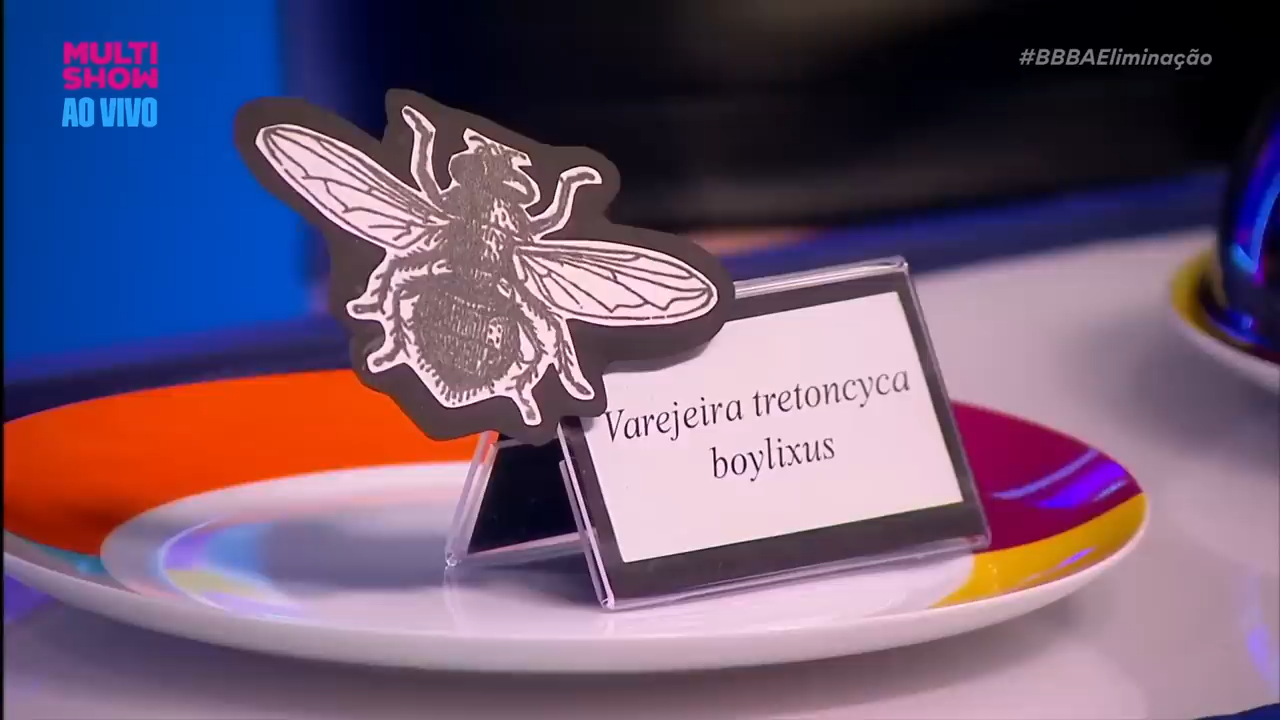 MULTI
SHOW
AO VIVO
#BBBAEliminação
Varejeira tretoncyca
boylixus